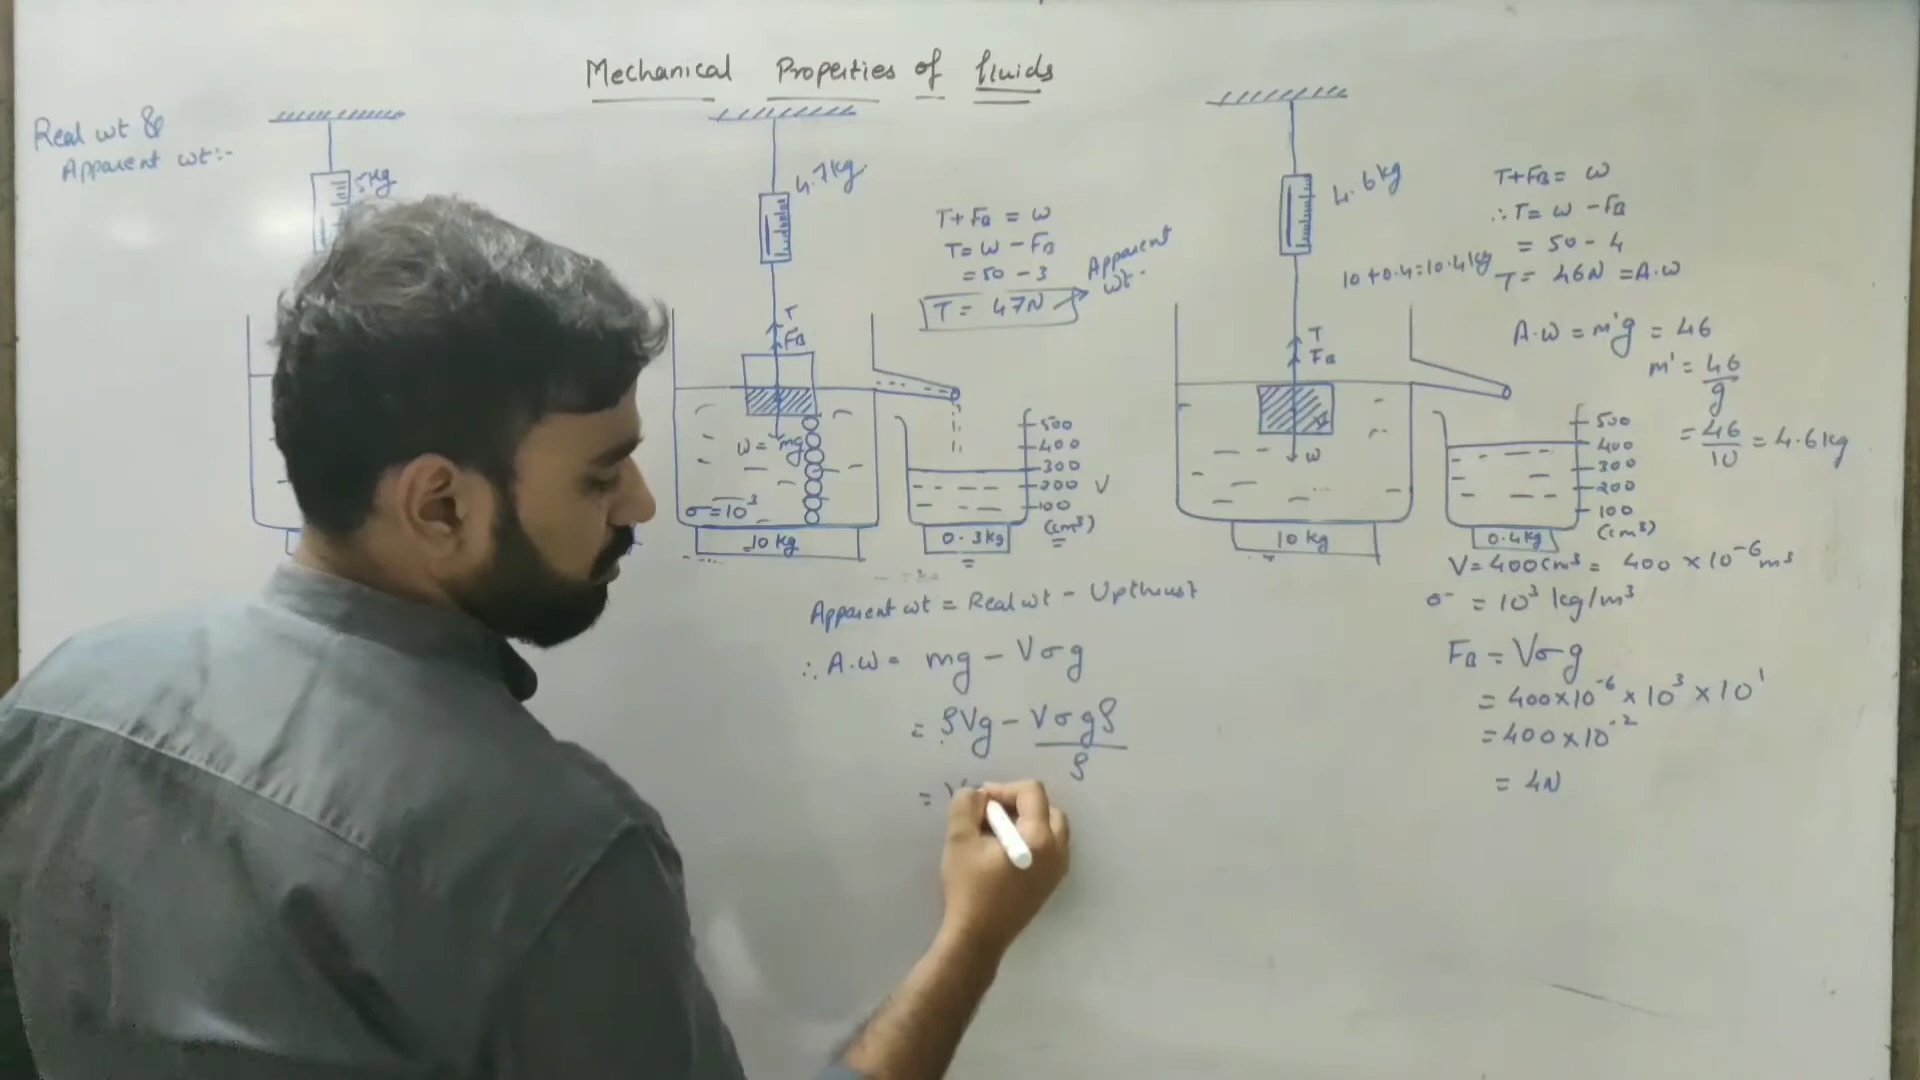 Mechanical Properties of fluids
Real wt &
Apparent wt:-
5kg
4.7kg
T
FB
w = mg
σ = 10³
10 kg
T + FB = w
T = w - FB
= 50 - 3
T = 47N
Apparent
wt.
500
400
300
200 V
100
(cm³)
0.3kg
Apparent wt = Real wt - Upthrust
∴ A.w = mg - Vσg
= ρVg - Vσgρ
ρ
= V
4.6kg
T
FB
w
10 kg
10 + 0.4 = 10.4kg
T + FB = w
∴ T = w - FB
= 50 - 4
T = 46N = A.w
A.w = m'g = 46
m' = 46
g
= 46
10
= 4.6kg
500
400
300
200
100
(cm³)
0.4kg
V = 400cm³ = 400 × 10⁻⁶m³
σ = 10³ kg/m³
FB = Vσg
= 400×10⁻⁶ × 10³ × 10¹
= 400×10⁻²
= 4N